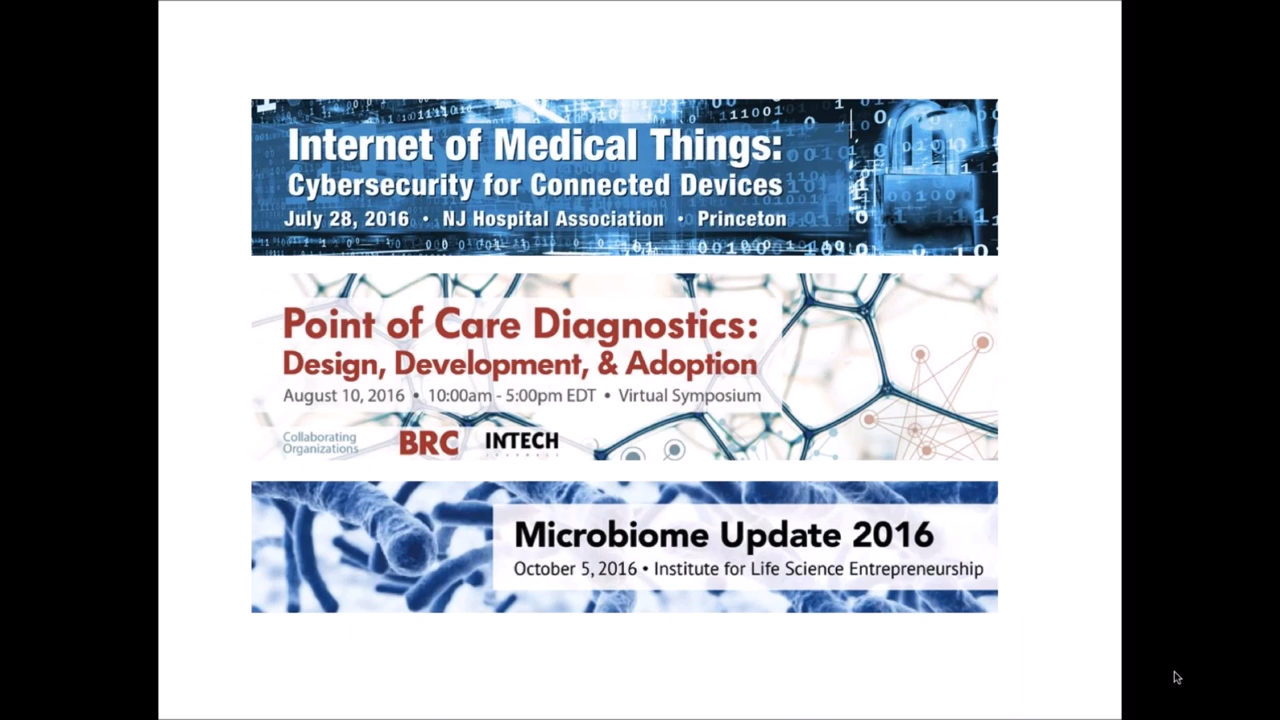 Internet of Medical Things:
Cybersecurity for Connected Devices
July 28, 2016 • NJ Hospital Association • Princeton
Point of Care Diagnostics:
Design, Development, & Adoption
August 10, 2016 • 10:00am - 5:00pm EDT • Virtual Symposium
Collaborating
Organizations
BRC
INTECH
Microbiome Update 2016
October 5, 2016 • Institute for Life Science Entrepreneurship